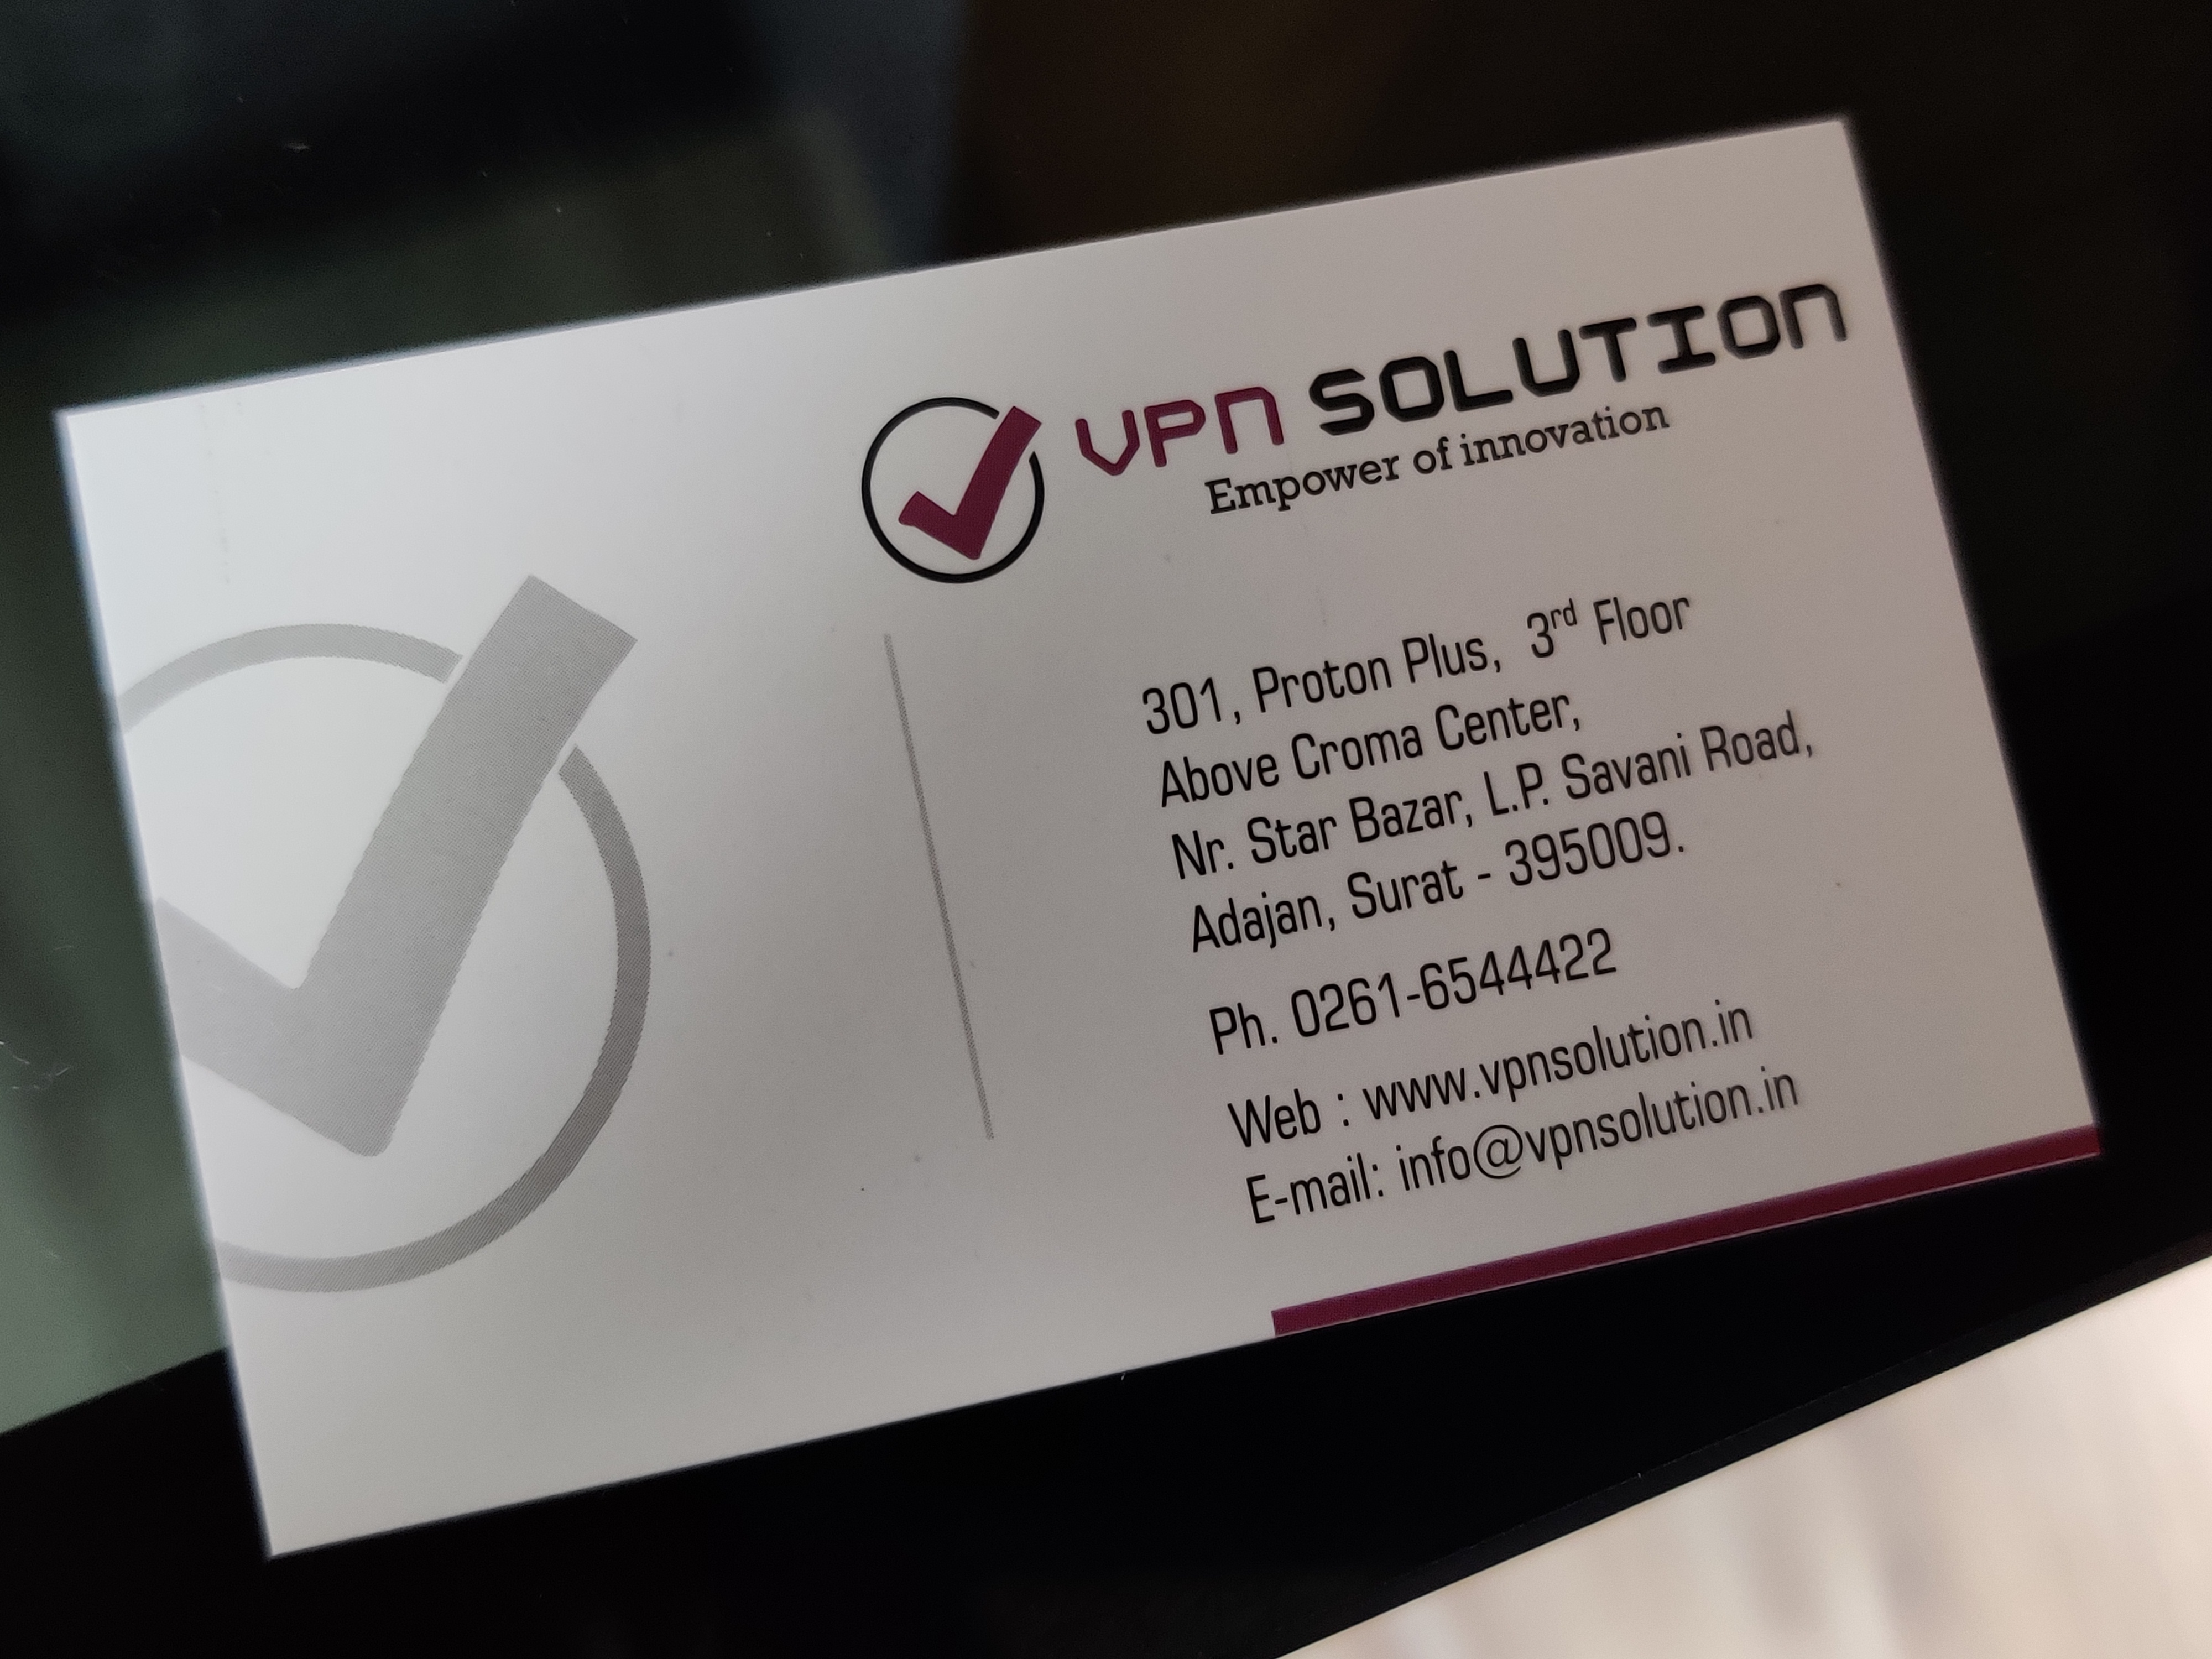 VPN SOLUTION
Empower of innovation
301, Proton Plus, 3rd Floor
Above Croma Center,
Nr. Star Bazar, L.P. Savani Road,
Adajan, Surat - 395009.
Ph. 0261-6544422
Web : www.vpnsolution.in
E-mail: info@vpnsolution.in